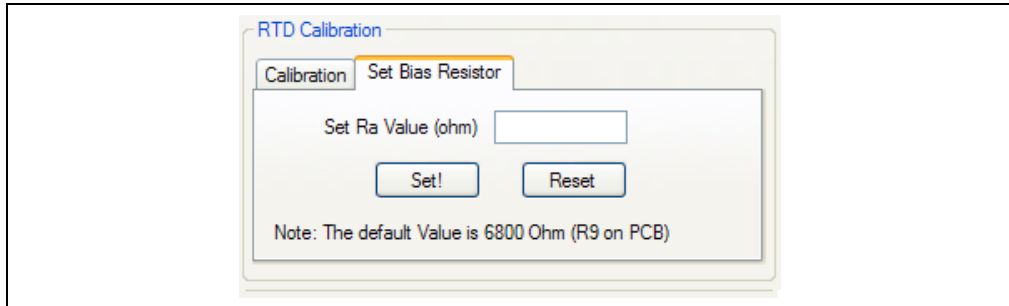 RTD Calibration
Calibration Set Bias Resistor
Set Ra Value (ohm)
Set! Reset
Note: The default Value is 6800 Ohm (R9 on PCB)